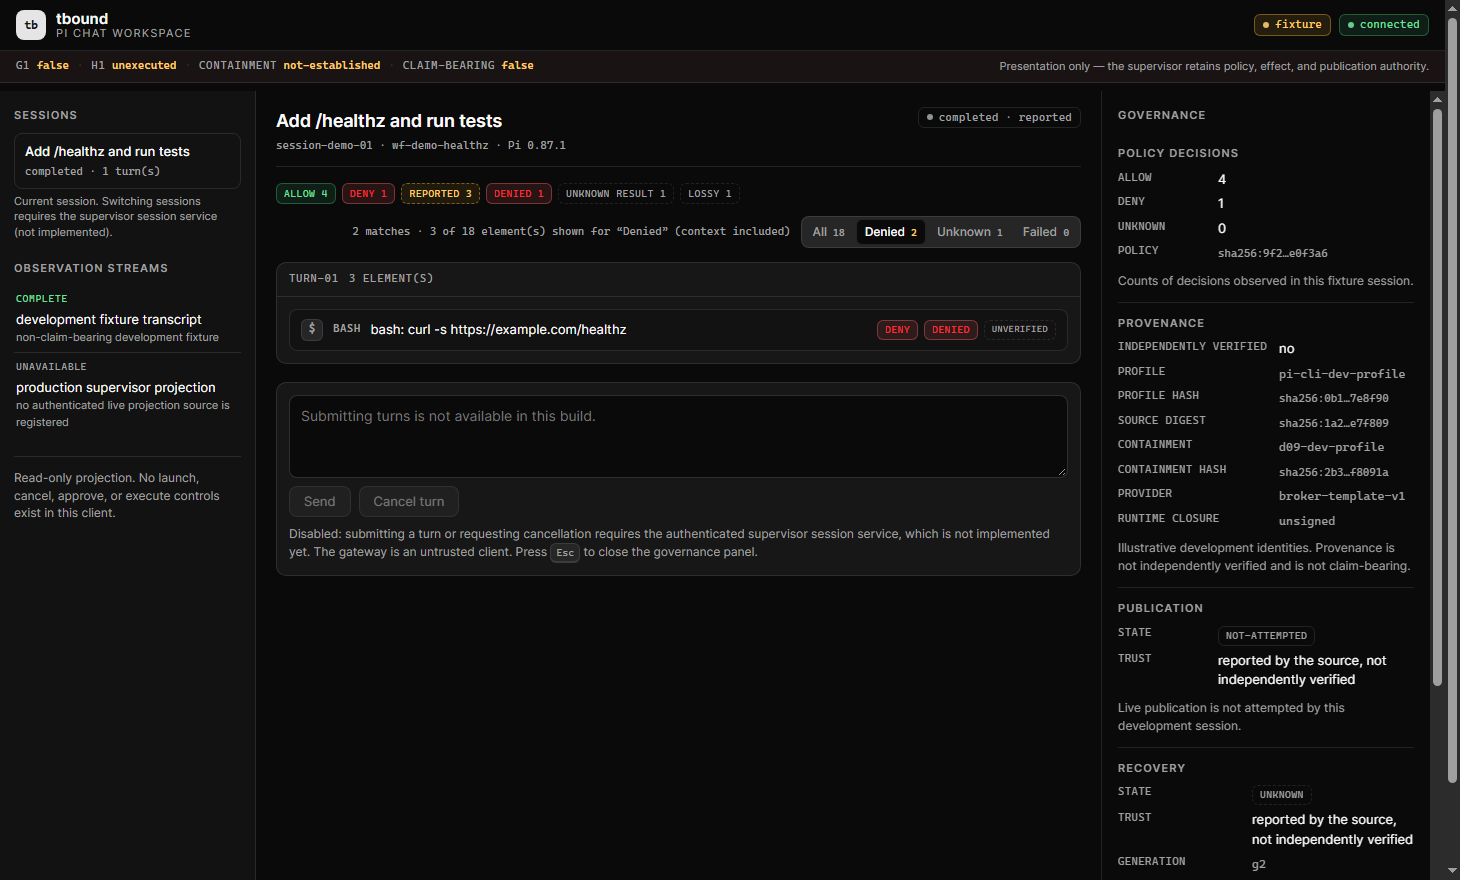 tb
tbound
PI CHAT WORKSPACE
fixture
connected
G1 false · H1 unexecuted · CONTAINMENT not-established · CLAIM-BEARING false
Presentation only — the supervisor retains policy, effect, and publication authority.
SESSIONS
Add /healthz and run tests
completed · 1 turn(s)
Current session. Switching sessions
requires the supervisor session service
(not implemented).
OBSERVATION STREAMS
COMPLETE
development fixture transcript
non-claim-bearing development fixture
UNAVAILABLE
production supervisor projection
no authenticated live projection source is
registered
Read-only projection. No launch,
cancel, approve, or execute controls
exist in this client.
Add /healthz and run tests
completed · reported
session-demo-01 · wf-demo-healthz · Pi 0.87.1
ALLOW 4
DENY 1
REPORTED 3
DENIED 1
UNKNOWN RESULT 1
LOSSY 1
2 matches · 3 of 18 element(s) shown for “Denied” (context included)
All 18
Denied 2
Unknown 1
Failed 0
TURN-01 3 ELEMENT(S)
$ BASH bash: curl -s https://example.com/healthz
DENY
DENIED
UNVERIFIED
Submitting turns is not available in this build.
Send
Cancel turn
Disabled: submitting a turn or requesting cancellation requires the authenticated supervisor session service, which is not implemented
yet. The gateway is an untrusted client. Press Esc to close the governance panel.
GOVERNANCE
POLICY DECISIONS
ALLOW 4
DENY 1
UNKNOWN 0
POLICY sha256:9f2…e0f3a6
Counts of decisions observed in this fixture session.
PROVENANCE
INDEPENDENTLY VERIFIED no
PROFILE pi-cli-dev-profile
PROFILE HASH sha256:0b1…7e8f90
SOURCE DIGEST sha256:1a2…e7f809
CONTAINMENT d09-dev-profile
CONTAINMENT HASH sha256:2b3…f8091a
PROVIDER broker-template-v1
RUNTIME CLOSURE unsigned
Illustrative development identities. Provenance is
not independently verified and is not claim-bearing.
PUBLICATION
STATE NOT-ATTEMPTED
TRUST reported by the source, not
independently verified
Live publication is not attempted by this
development session.
RECOVERY
STATE UNKNOWN
TRUST reported by the source,
not independently verified
GENERATION g2